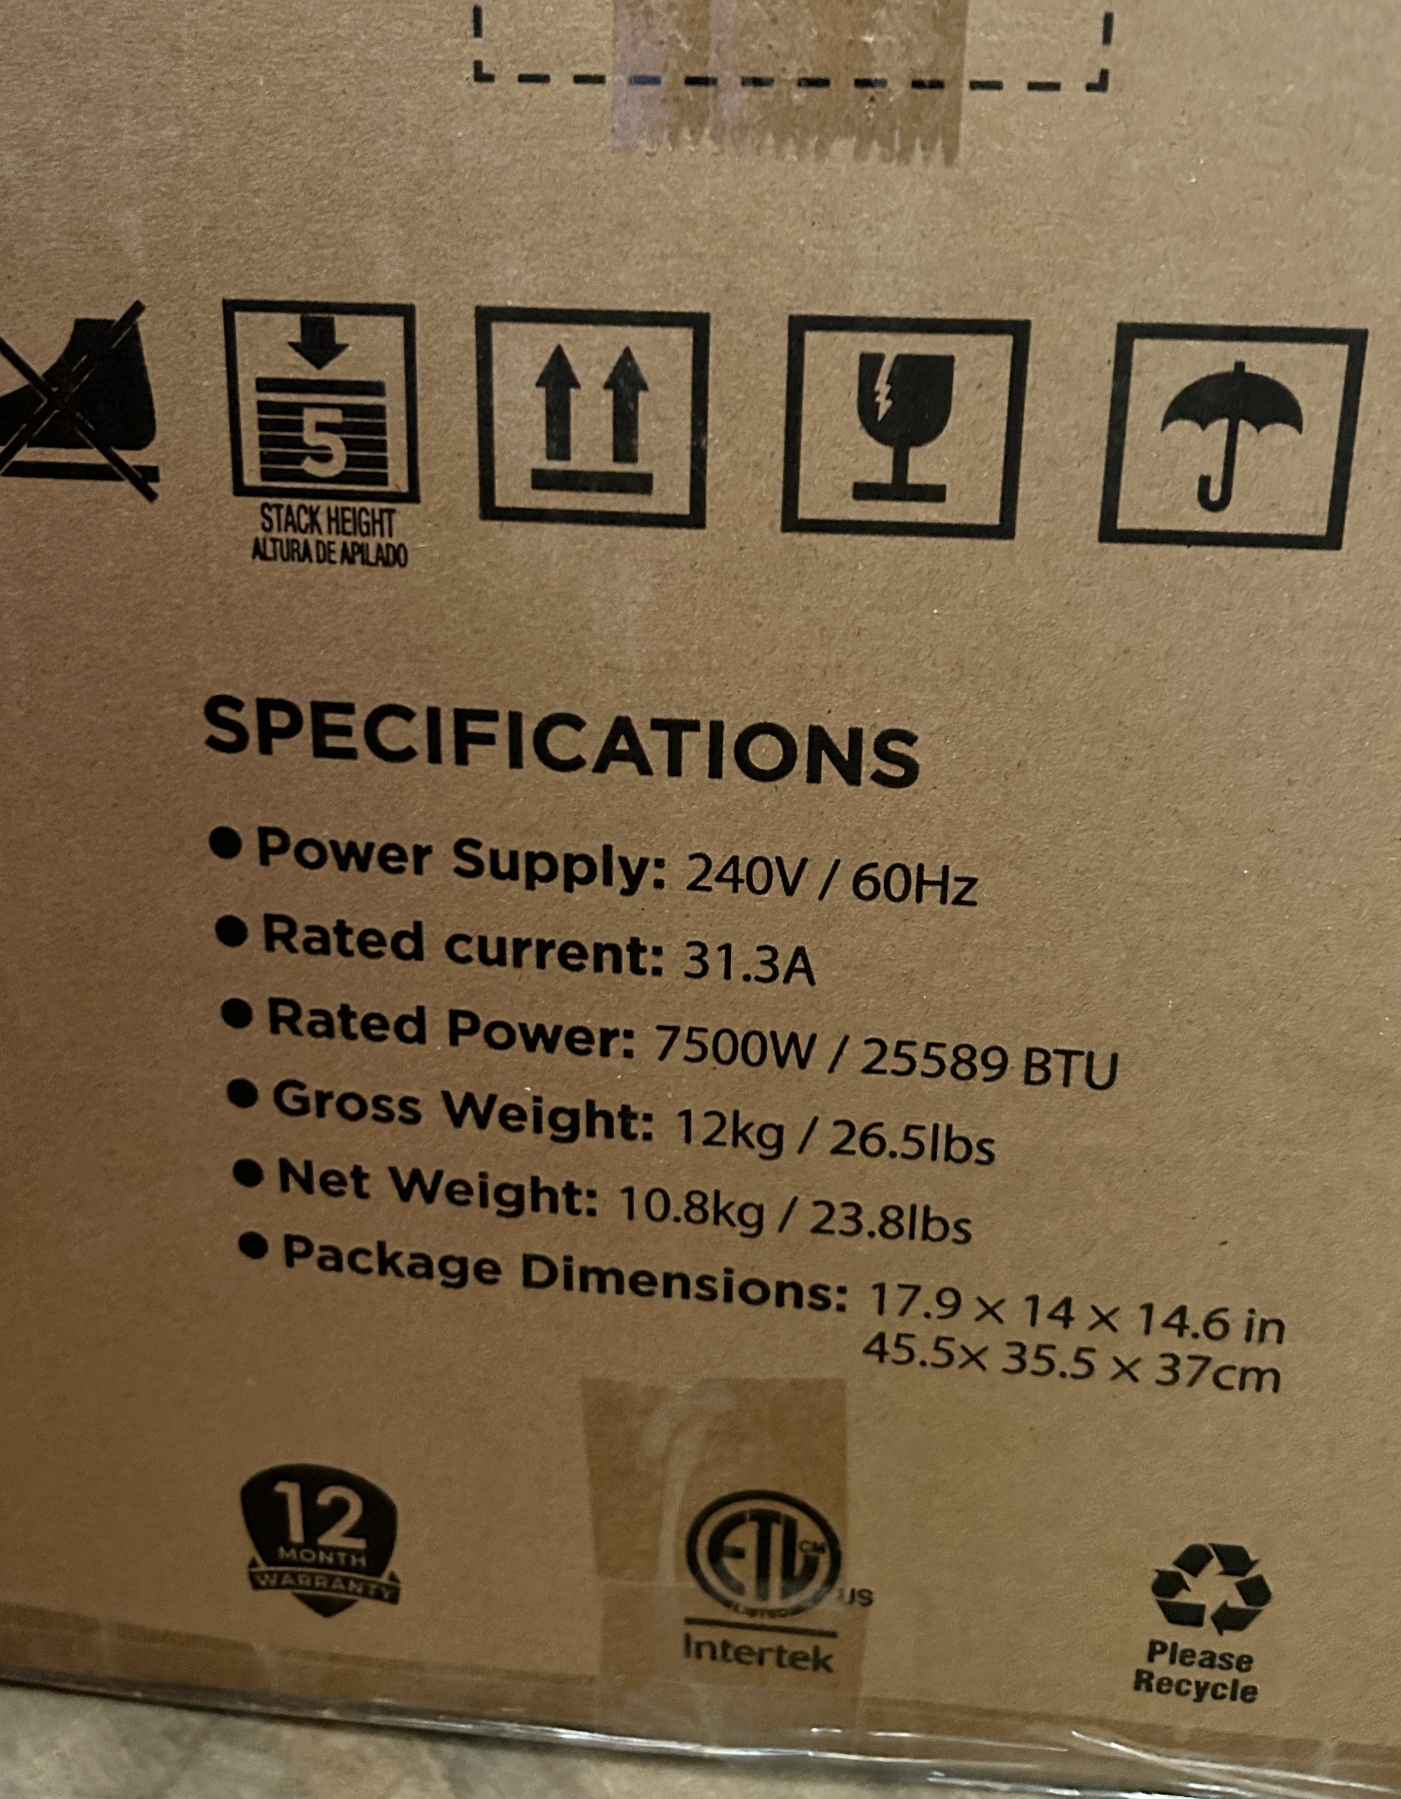 5
STACK HEIGHT
ALTURA DE APILADO
SPECIFICATIONS
● Power Supply: 240V / 60Hz
● Rated current: 31.3A
● Rated Power: 7500W / 25589 BTU
● Gross Weight: 12kg / 26.5lbs
● Net Weight: 10.8kg / 23.8lbs
● Package Dimensions: 17.9 × 14 × 14.6 in
45.5× 35.5 × 37cm
12
MONTH
WARRANTY
ETL CM
LISTED US
Intertek
Please
Recycle